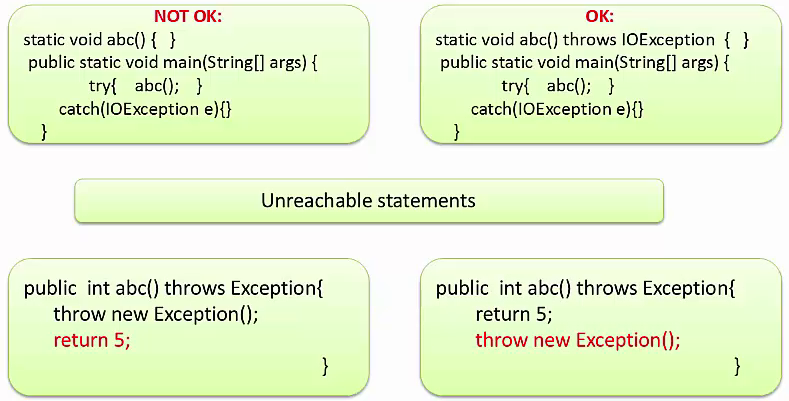 NOT OK:
static void abc() { }
public static void main(String[] args) {
try{ abc(); }
catch(IOException e){}
}
OK:
static void abc() throws IOException { }
public static void main(String[] args) {
try{ abc(); }
catch(IOException e){}
}
Unreachable statements
public int abc() throws Exception{
throw new Exception();
return 5;
}
public int abc() throws Exception{
return 5;
throw new Exception();
}